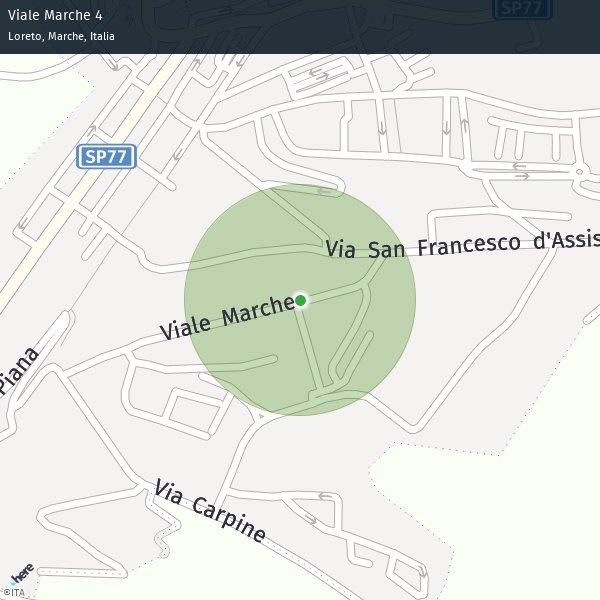 Viale Marche 4
Loreto, Marche, Italia
SP77
SP77
Via San Francesco d'Assis
Viale Marche
Piana
Via Carpine
here
©ITA